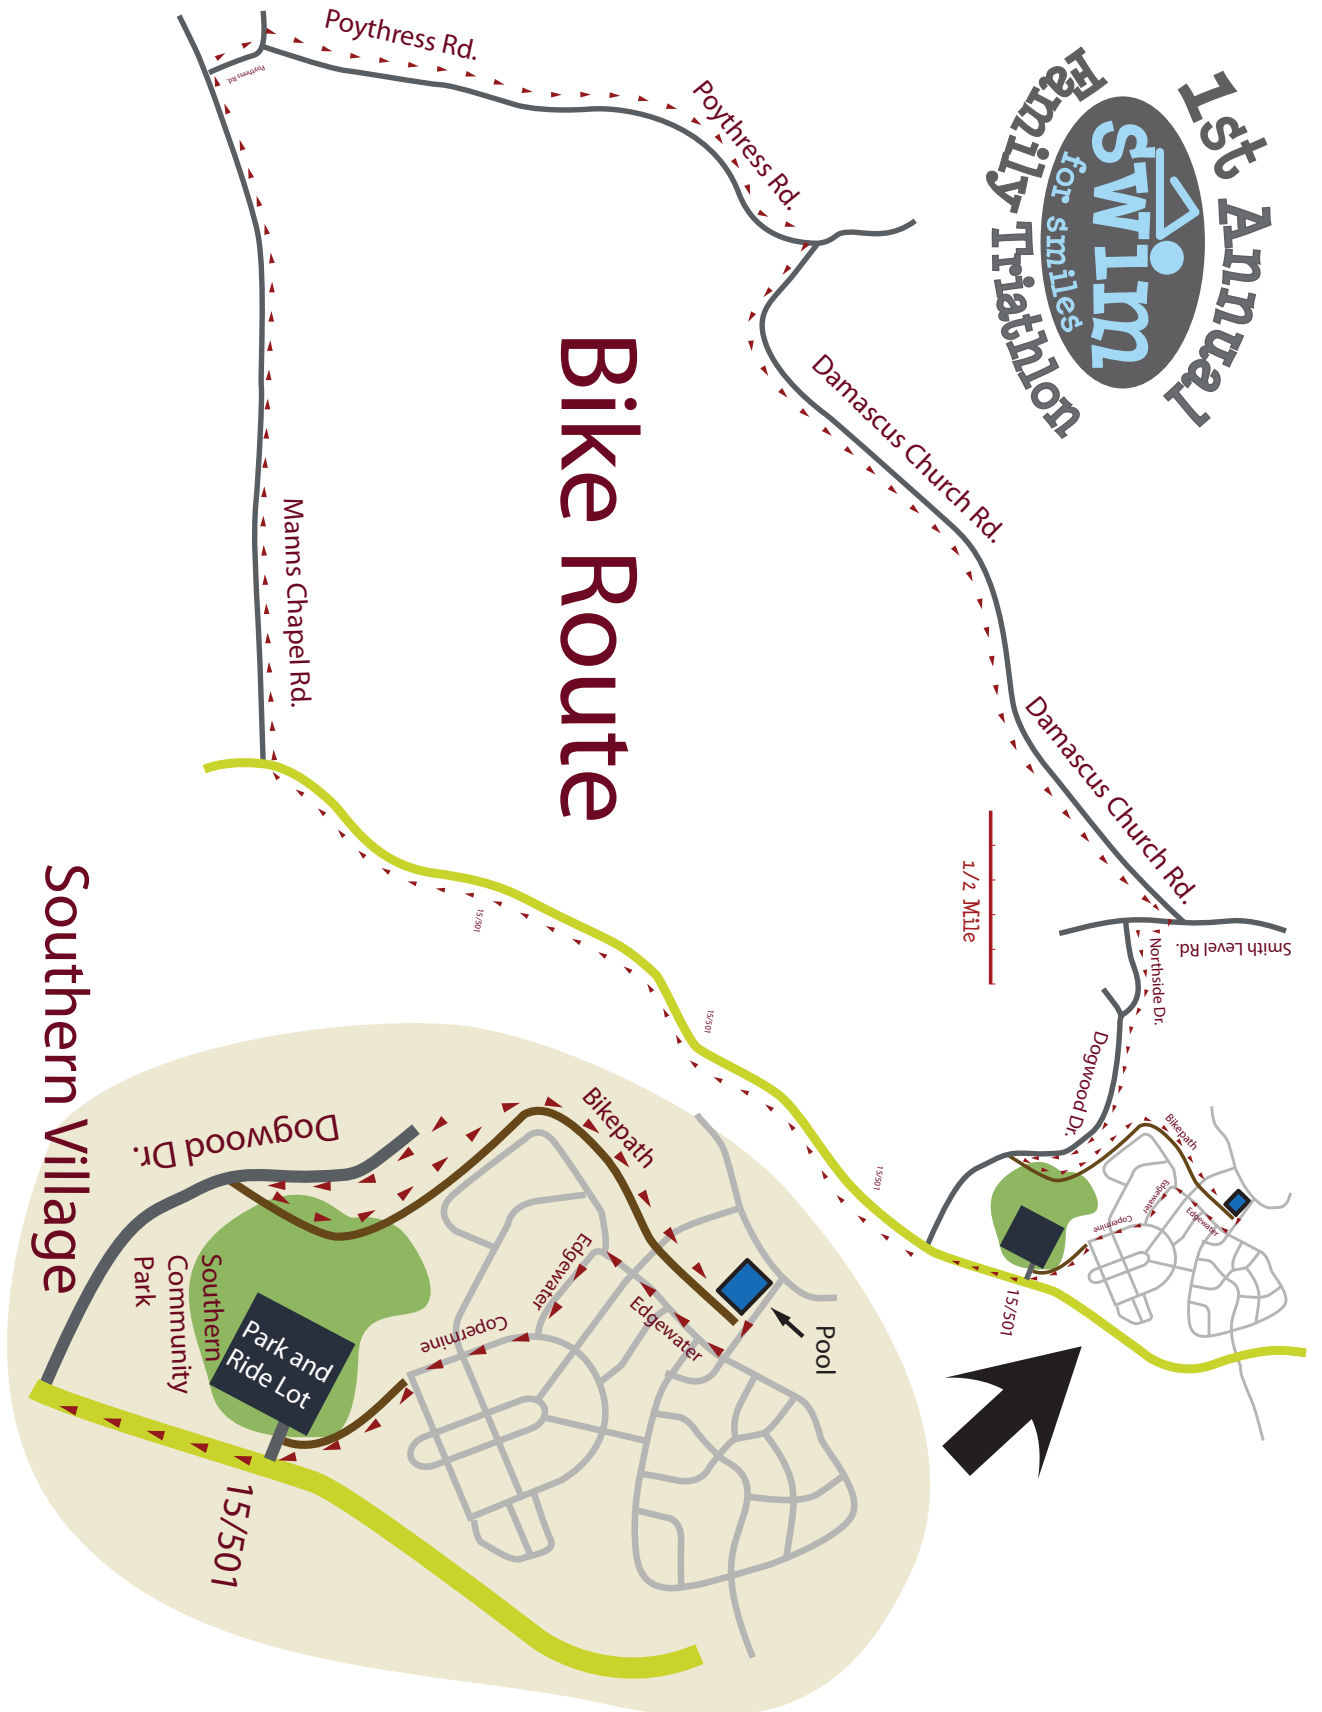 1st Annual
swim
for smiles
Family Triathlon
Bike Route
Poythress Rd.
Poythress Rd.
Poythress Rd.
Damascus Church Rd.
Damascus Church Rd.
Manns Chapel Rd.
1/2 Mile
Smith Level Rd.
Northside Dr.
Dogwood Dr.
Bikepath
Edgewater
Edgewater
Copermine
15/501
15/501
15/501
15/501
Southern Village
Dogwood Dr.
Bikepath
Edgewater
Edgewater
Copermine
Pool
Southern
Community
Park
Park and
Ride Lot
15/501